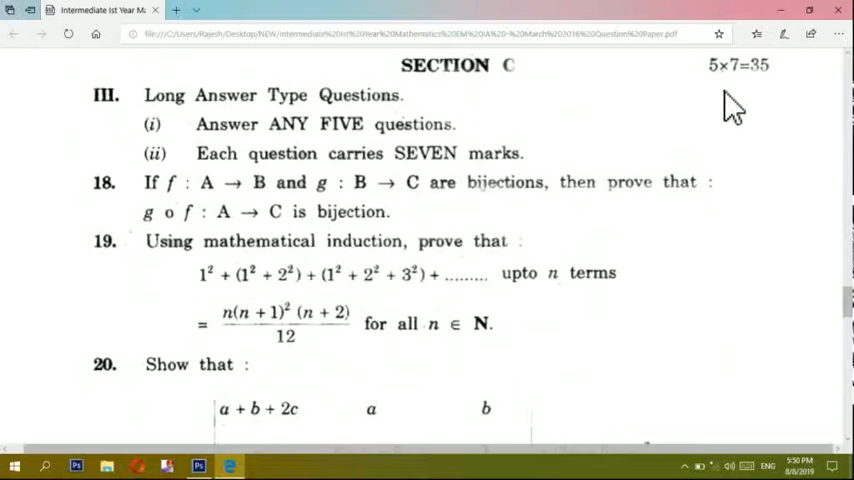 Intermediate Ist Year Ma
file:///C:/Users/Rajesh/Desktop/NEW/Intermediate%20Ist%20Year%20Mathematics%20EM%20IA%20-%20March%202016%20Question%20Paper.pdf
SECTION C 5×7=35
III. Long Answer Type Questions.
(i) Answer ANY FIVE questions.
(ii) Each question carries SEVEN marks.
18. If f : A → B and g : B → C are bijections, then prove that :
g o f : A → C is bijection.
19. Using mathematical induction, prove that :
1² + (1² + 2²) + (1² + 2² + 3²) + ......... upto n terms
= n(n + 1)² (n + 2) / 12 for all n ∈ N.
20. Show that :
a + b + 2c a b
ENG 5:50 PM
8/8/2019